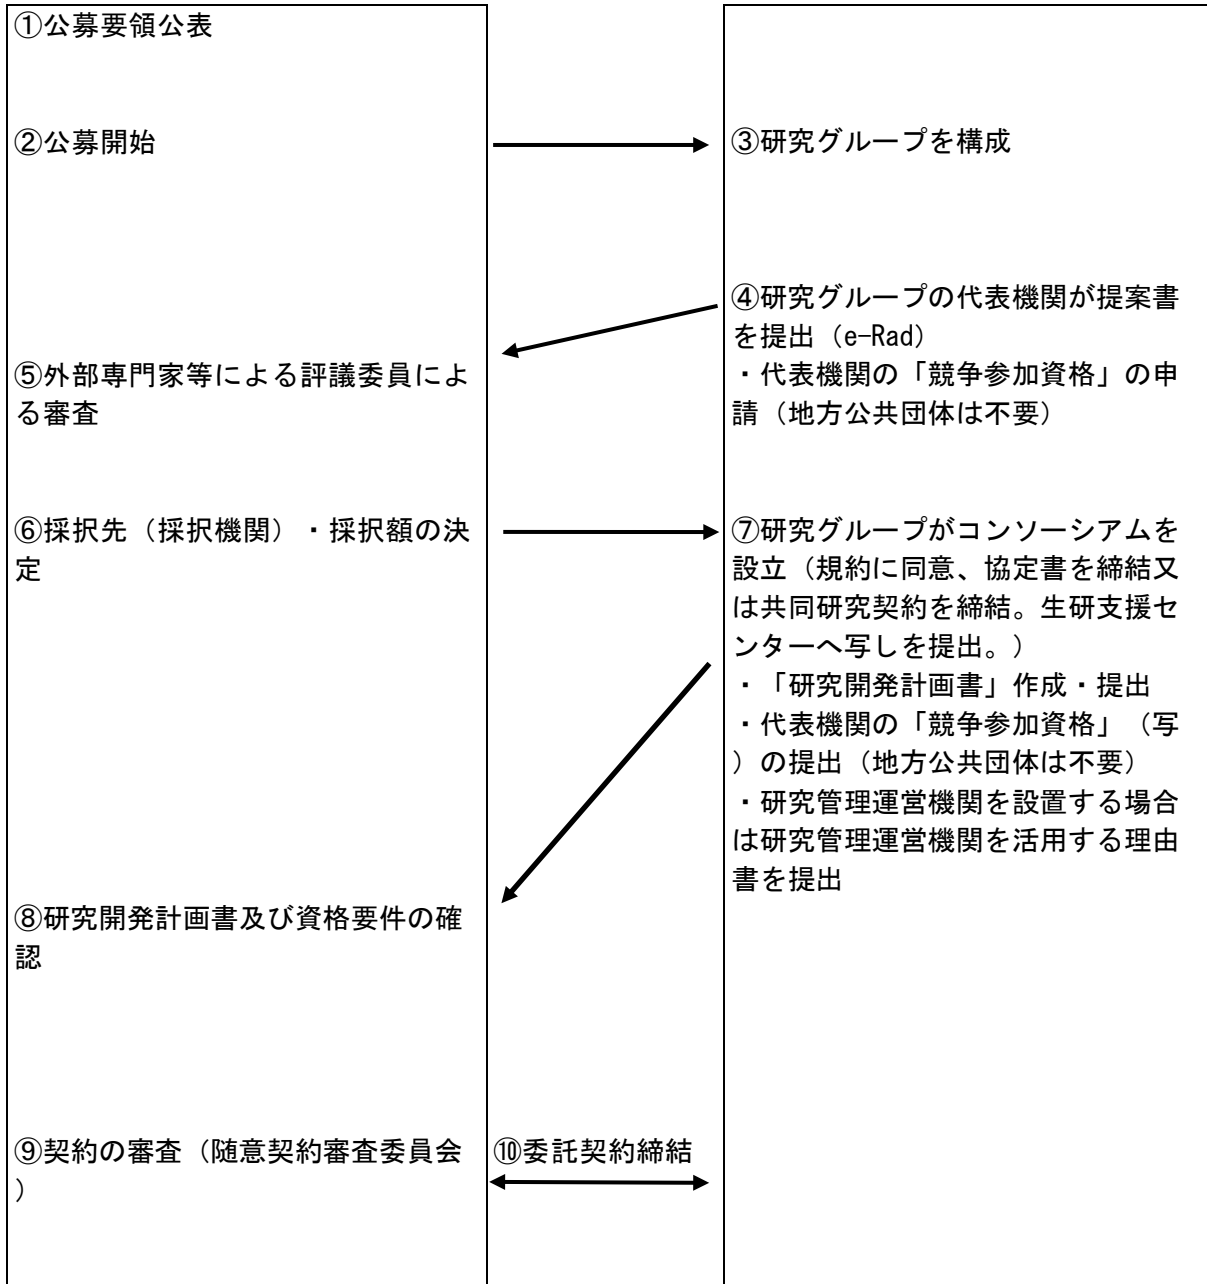 ①公募要領公表
②公募開始
③研究グループを構成
④研究グループの代表機関が提案書
を提出（e-Rad）
・代表機関の「競争参加資格」の申
請（地方公共団体は不要）
⑤外部専門家等による評議委員によ
る審査
⑥採択先（採択機関）・採択額の決
定
⑦研究グループがコンソーシアムを
設立（規約に同意、協定書を締結又
は共同研究契約を締結。生研支援セ
ンターへ写しを提出。）
・「研究開発計画書」作成・提出
・代表機関の「競争参加資格」（写
）の提出（地方公共団体は不要）
・研究管理運営機関を設置する場合
は研究管理運営機関を活用する理由
書を提出
⑧研究開発計画書及び資格要件の確
認
⑨契約の審査（随意契約審査委員会
）
⑩委託契約締結